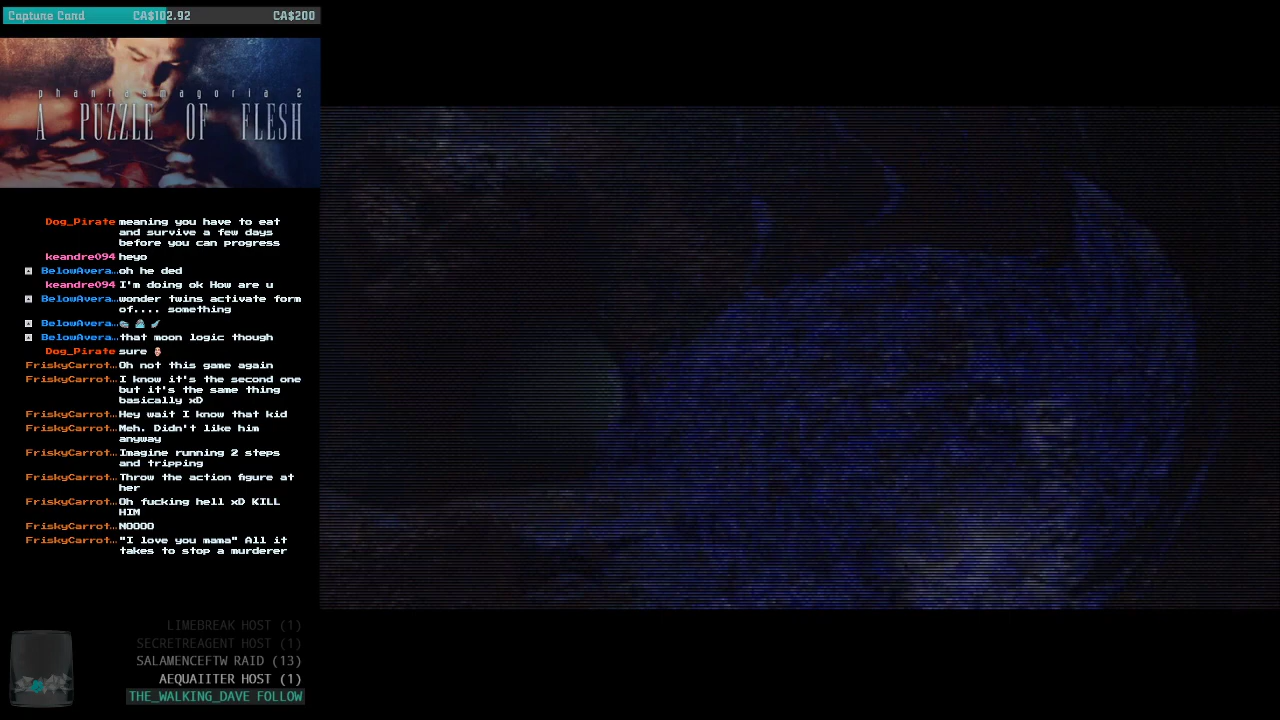 Capture Card CA$102.92 CA$200
phantasmagoria 2
A PUZZLE OF FLESH
Dog_Pirate meaning you have to eat
and survive a few days
before you can progress
keandre094 heyo
BelowAvera… oh he ded
keandre094 I'm doing ok How are u
BelowAvera… wonder twins activate form
of.... something
BelowAvera…
BelowAvera… that moon logic though
Dog_Pirate sure
FriskyCarrot… Oh not this game again
FriskyCarrot… I know it's the second one
but it's the same thing
basically xD
FriskyCarrot… Hey wait I know that kid
FriskyCarrot… Meh. Didn't like him
anyway
FriskyCarrot… Imagine running 2 steps
and tripping
FriskyCarrot… Throw the action figure at
her
FriskyCarrot… Oh fucking hell xD KILL
HIM
FriskyCarrot… NOOOO
FriskyCarrot… "I love you mama" All it
takes to stop a murderer
LIMEBREAK HOST (1)
SECRETREAGENT HOST (1)
SALAMENCEFTW RAID (13)
AEQUAIITER HOST (1)
THE_WALKING_DAVE FOLLOW